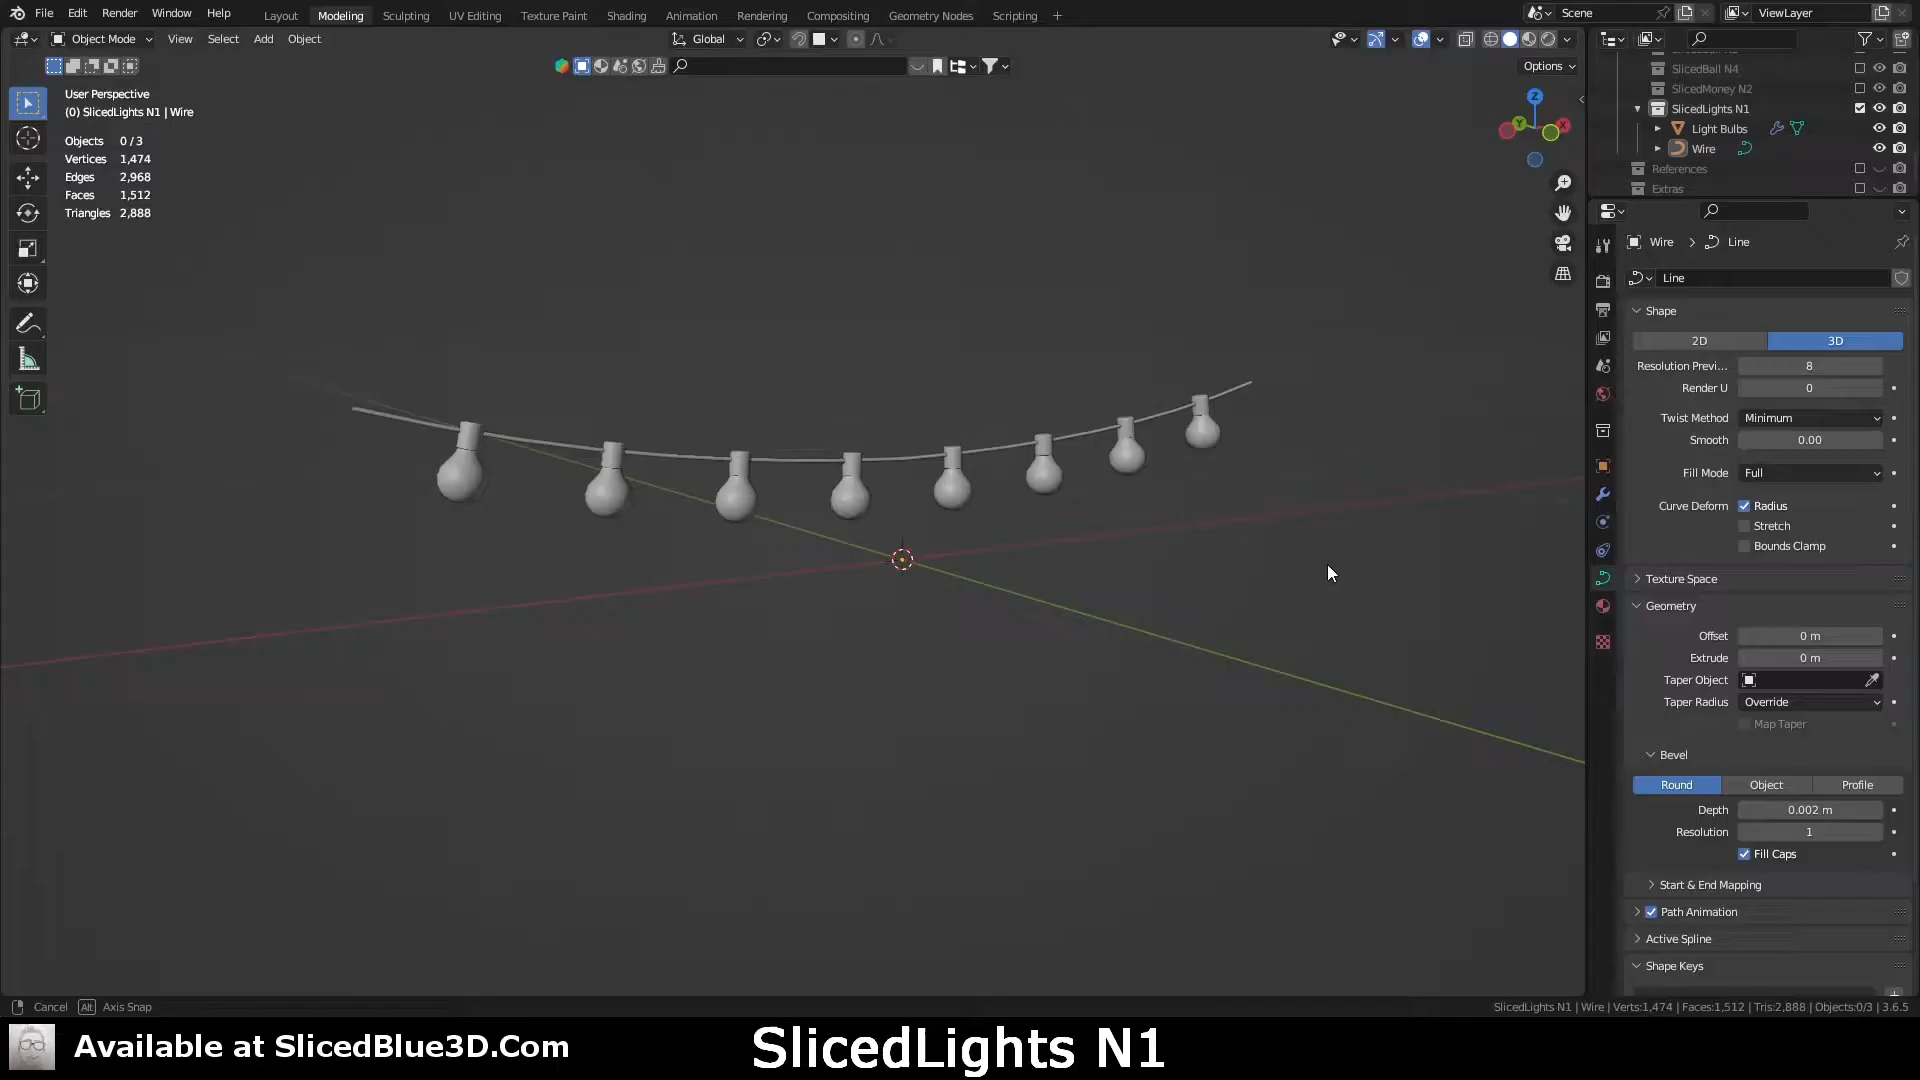 File Edit Render Window Help
Layout Modeling Sculpting UV Editing Texture Paint Shading Animation Rendering Compositing Geometry Nodes Scripting +
Scene
ViewLayer
Object Mode View Select Add Object
Global
Options
User Perspective
(0) SlicedLights N1 | Wire
Objects 0 / 3
Vertices 1,474
Edges 2,968
Faces 1,512
Triangles 2,888
Z
Y
X
SlicedBall N4
SlicedMoney N2
SlicedLights N1
Light Bulbs
Wire
References
Extras
Wire > Line
Line
Shape
2D 3D
Resolution Previ... 8
Render U 0
Twist Method Minimum
Smooth 0.00
Fill Mode Full
Curve Deform Radius
Stretch
Bounds Clamp
Texture Space
Geometry
Offset 0 m
Extrude 0 m
Taper Object
Taper Radius Override
Map Taper
Bevel
Round Object Profile
Depth 0.002 m
Resolution 1
Fill Caps
Start & End Mapping
Path Animation
Active Spline
Shape Keys
Cancel Alt Axis Snap
SlicedLights N1 | Wire | Verts:1,474 | Faces:1,512 | Tris:2,888 | Objects:0/3 | 3.6.5
Available at SlicedBlue3D.Com
SlicedLights N1